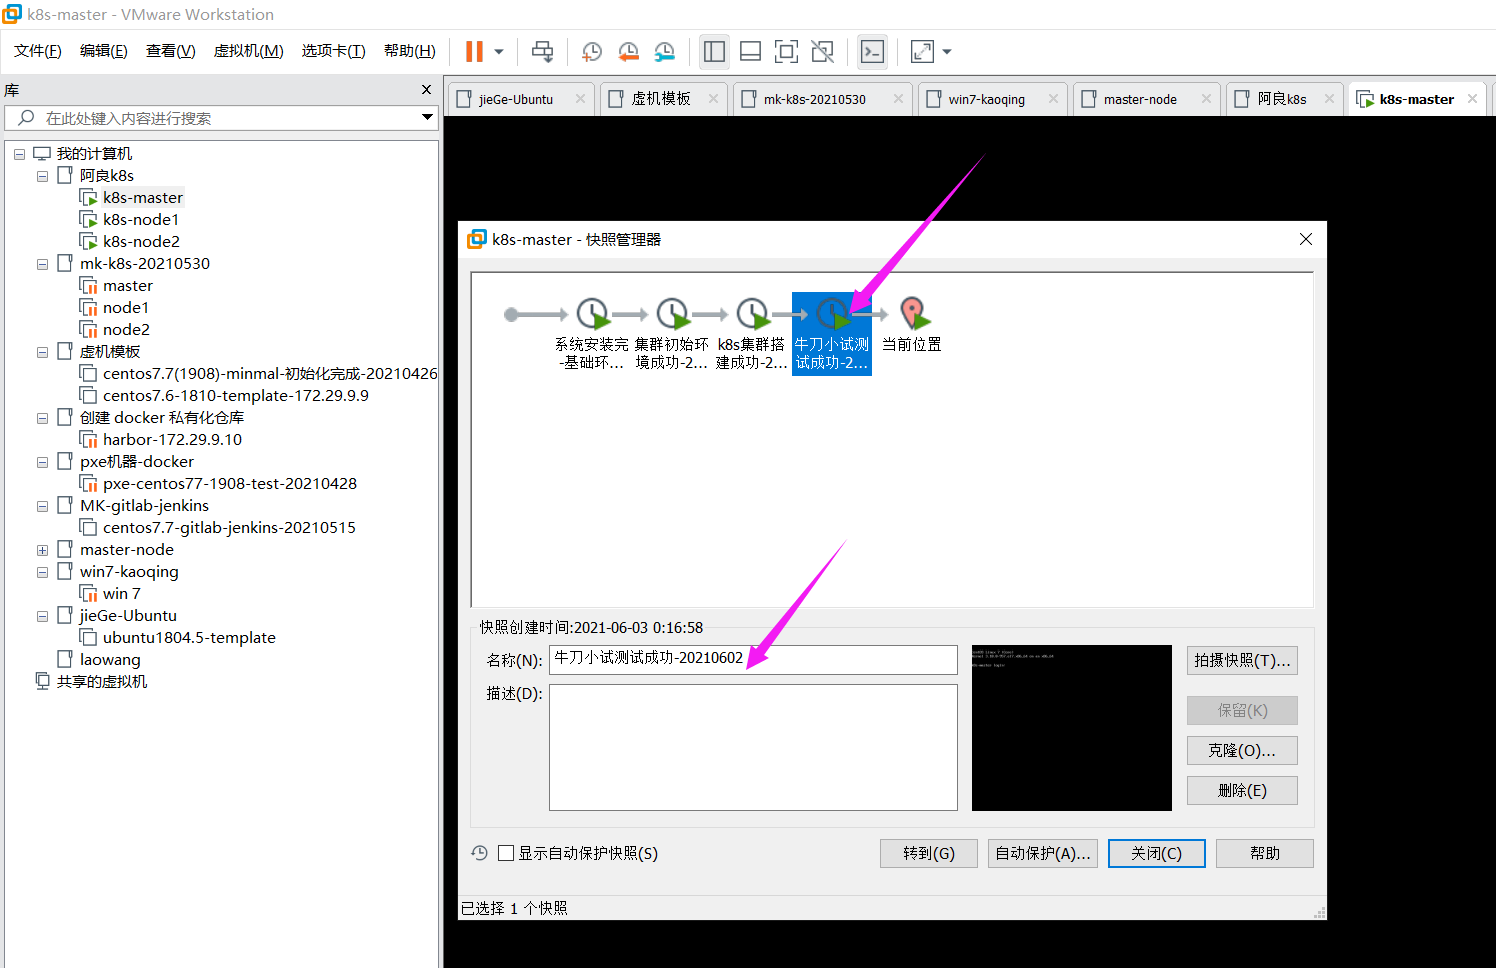 k8s-master - VMware Workstation
文件(F) 编辑(E) 查看(V) 虚拟机(M) 选项卡(T) 帮助(H)
库
在此处键入内容进行搜索
我的计算机
阿良k8s
k8s-master
k8s-node1
k8s-node2
mk-k8s-20210530
master
node1
node2
虚机模板
centos7.7(1908)-minmal-初始化完成-20210426
centos7.6-1810-template-172.29.9.9
创建 docker 私有化仓库
harbor-172.29.9.10
pxe机器-docker
pxe-centos77-1908-test-20210428
MK-gitlab-jenkins
centos7.7-gitlab-jenkins-20210515
master-node
win7-kaoqing
win 7
jieGe-Ubuntu
ubuntu1804.5-template
laowang
共享的虚拟机
jieGe-Ubuntu 虚机模板 mk-k8s-20210530 win7-kaoqing master-node 阿良k8s k8s-master
k8s-master - 快照管理器
系统安装完
-基础环...
集群初始环
境成功-2...
k8s集群搭
建成功-2...
牛刀小试测
试成功-2...
当前位置
快照创建时间:2021-06-03 0:16:58
名称(N): 牛刀小试测试成功-20210602
描述(D):
拍摄快照(T)...
保留(K)
克隆(O)...
删除(E)
显示自动保护快照(S)
转到(G) 自动保护(A)... 关闭(C) 帮助
已选择 1 个快照